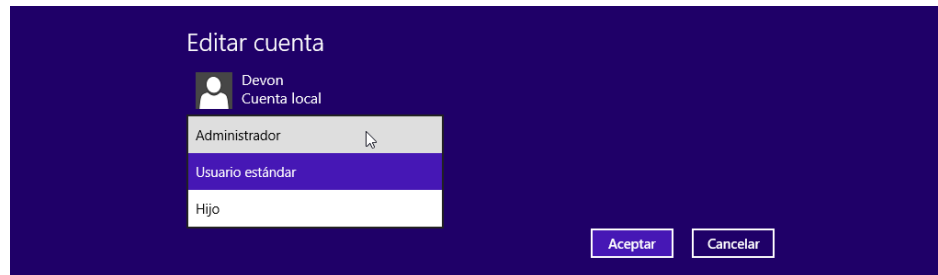 Editar cuenta
Devon
Cuenta local
Administrador
Usuario estándar
Hijo
Aceptar Cancelar